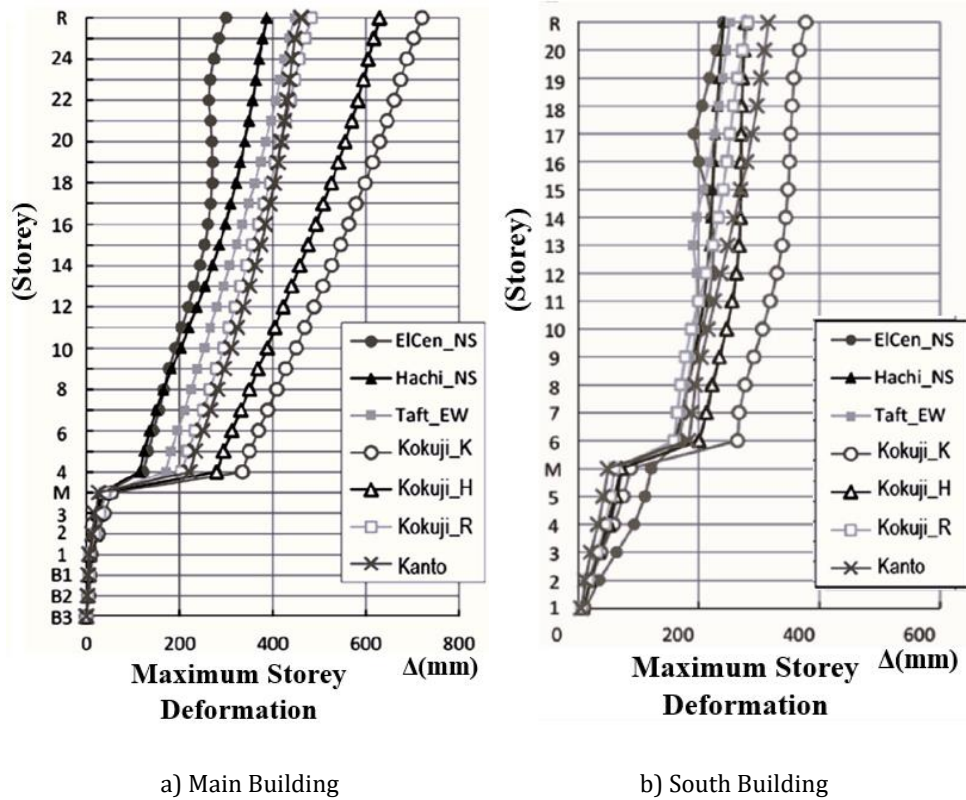 R
24
22
20
18
16
14
12
10
8
6
4
M
3
2
1
B1
B2
B3
(Storey)
0 200 400 600 800
Maximum Storey Δ(mm)
Deformation
ElCen_NS
Hachi_NS
Taft_EW
Kokuji_K
Kokuji_H
Kokuji_R
Kanto
a) Main Building
R
20
19
18
17
16
15
14
13
12
11
10
9
8
7
6
M
5
4
3
2
1
(Storey)
0 200 400 600
Maximum Storey Δ(mm)
Deformation
ElCen_NS
Hachi_NS
Taft_EW
Kokuji_K
Kokuji_H
Kokuji_R
Kanto
b) South Building